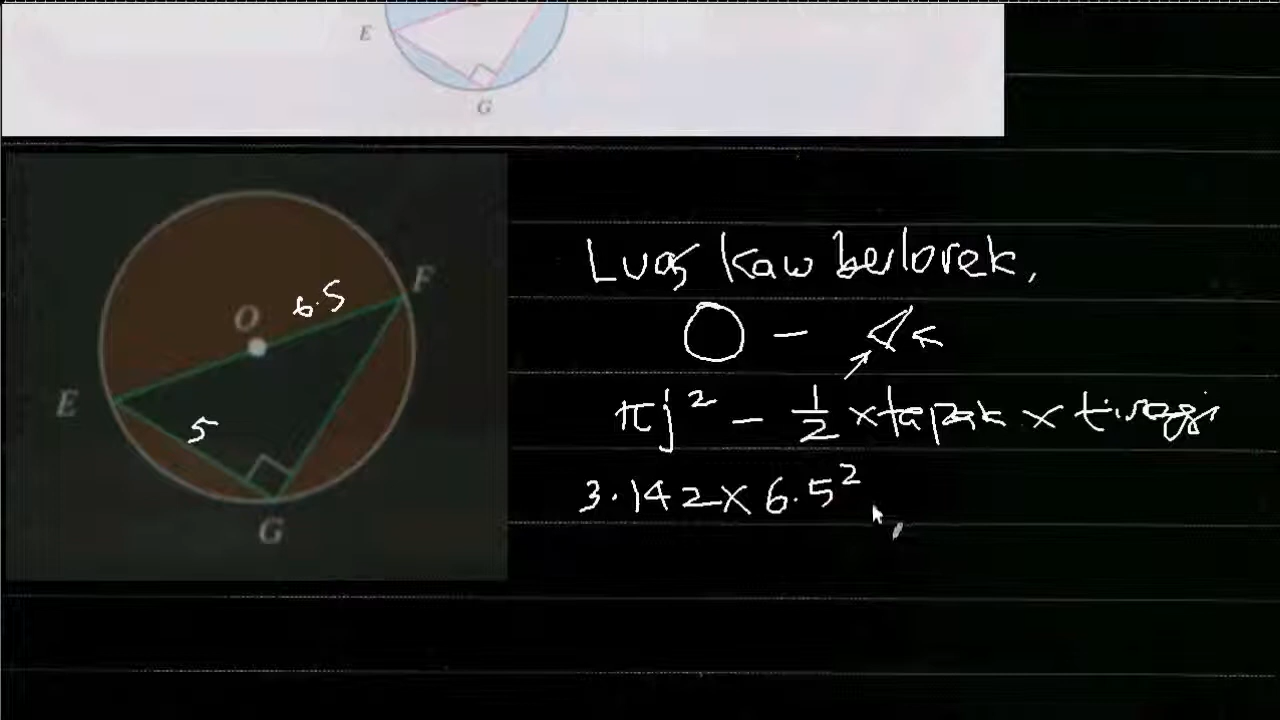 E
G
F
6.5
O
E
5
G
Luas kaw berlorek,
O -
πj² - 1/2 × tapak × tinggi
3.142 × 6.5²